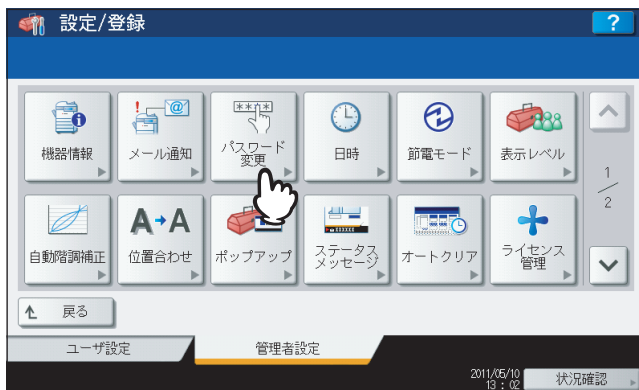 設定/登録
?
機器情報
メール通知
@
****
パスワード
変更
日時
節電モード
表示レベル
1
2
自動階調補正
A→A
位置合わせ
ポップアップ
ステータス
メッセージ
オートクリア
ライセンス
管理
戻る
ユーザ設定
管理者設定
2011/05/10
13 : 02
状況確認